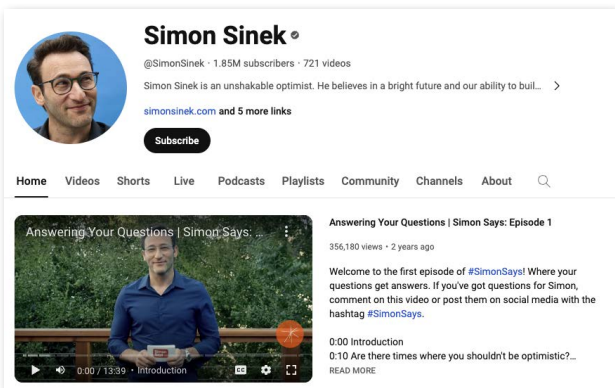 Simon Sinek
@SimonSinek · 1.85M subscribers · 721 videos
Simon Sinek is an unshakable optimist. He believes in a bright future and our ability to buil...
simonsinek.com and 5 more links
Subscribe
Home Videos Shorts Live Podcasts Playlists Community Channels About
Answering Your Questions | Simon Says: ...
0:00 / 13:39 • Introduction
Answering Your Questions | Simon Says: Episode 1
356,180 views • 2 years ago
Welcome to the first episode of #SimonSays! Where your
questions get answers. If you've got questions for Simon,
comment on this video or post them on social media with the
hashtag #SimonSays.
0:00 Introduction
0:10 Are there times where you shouldn't be optimistic?...
READ MORE